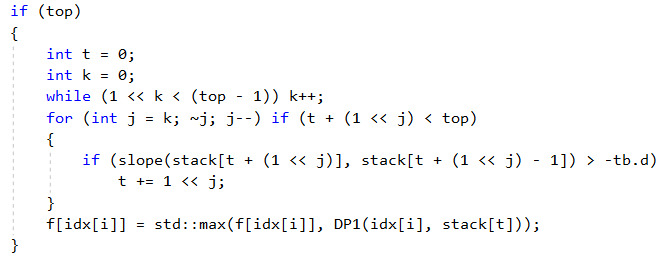 if (top)
{
int t = 0;
int k = 0;
while (1 << k < (top - 1)) k++;
for (int j = k; ~j; j--) if (t + (1 << j) < top)
{
if (slope(stack[t + (1 << j)], stack[t + (1 << j) - 1]) > -tb.d)
t += 1 << j;
}
f[idx[i]] = std::max(f[idx[i]], DP1(idx[i], stack[t]));
}